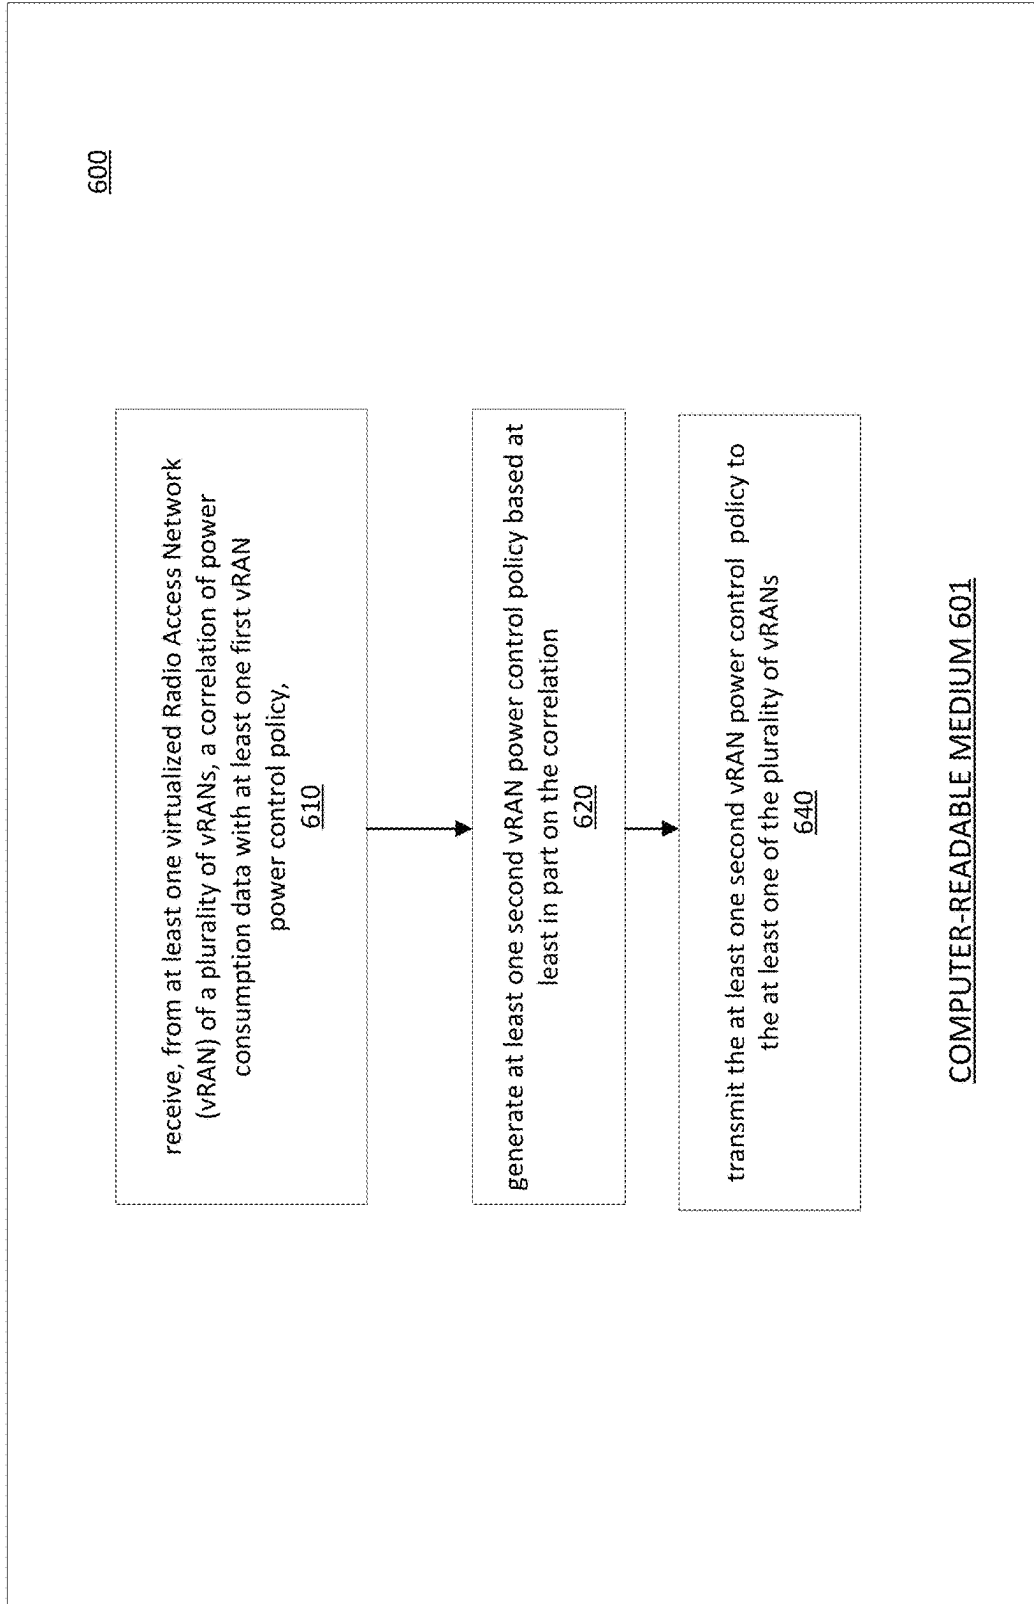 600
receive, from at least one virtualized Radio Access Network
(vRAN) of a plurality of vRANs, a correlation of power
consumption data with at least one first vRAN
power control policy,
610
generate at least one second vRAN power control policy based at
least in part on the correlation
620
transmit the at least one second vRAN power control policy to
the at least one of the plurality of vRANs
640
COMPUTER-READABLE MEDIUM 601